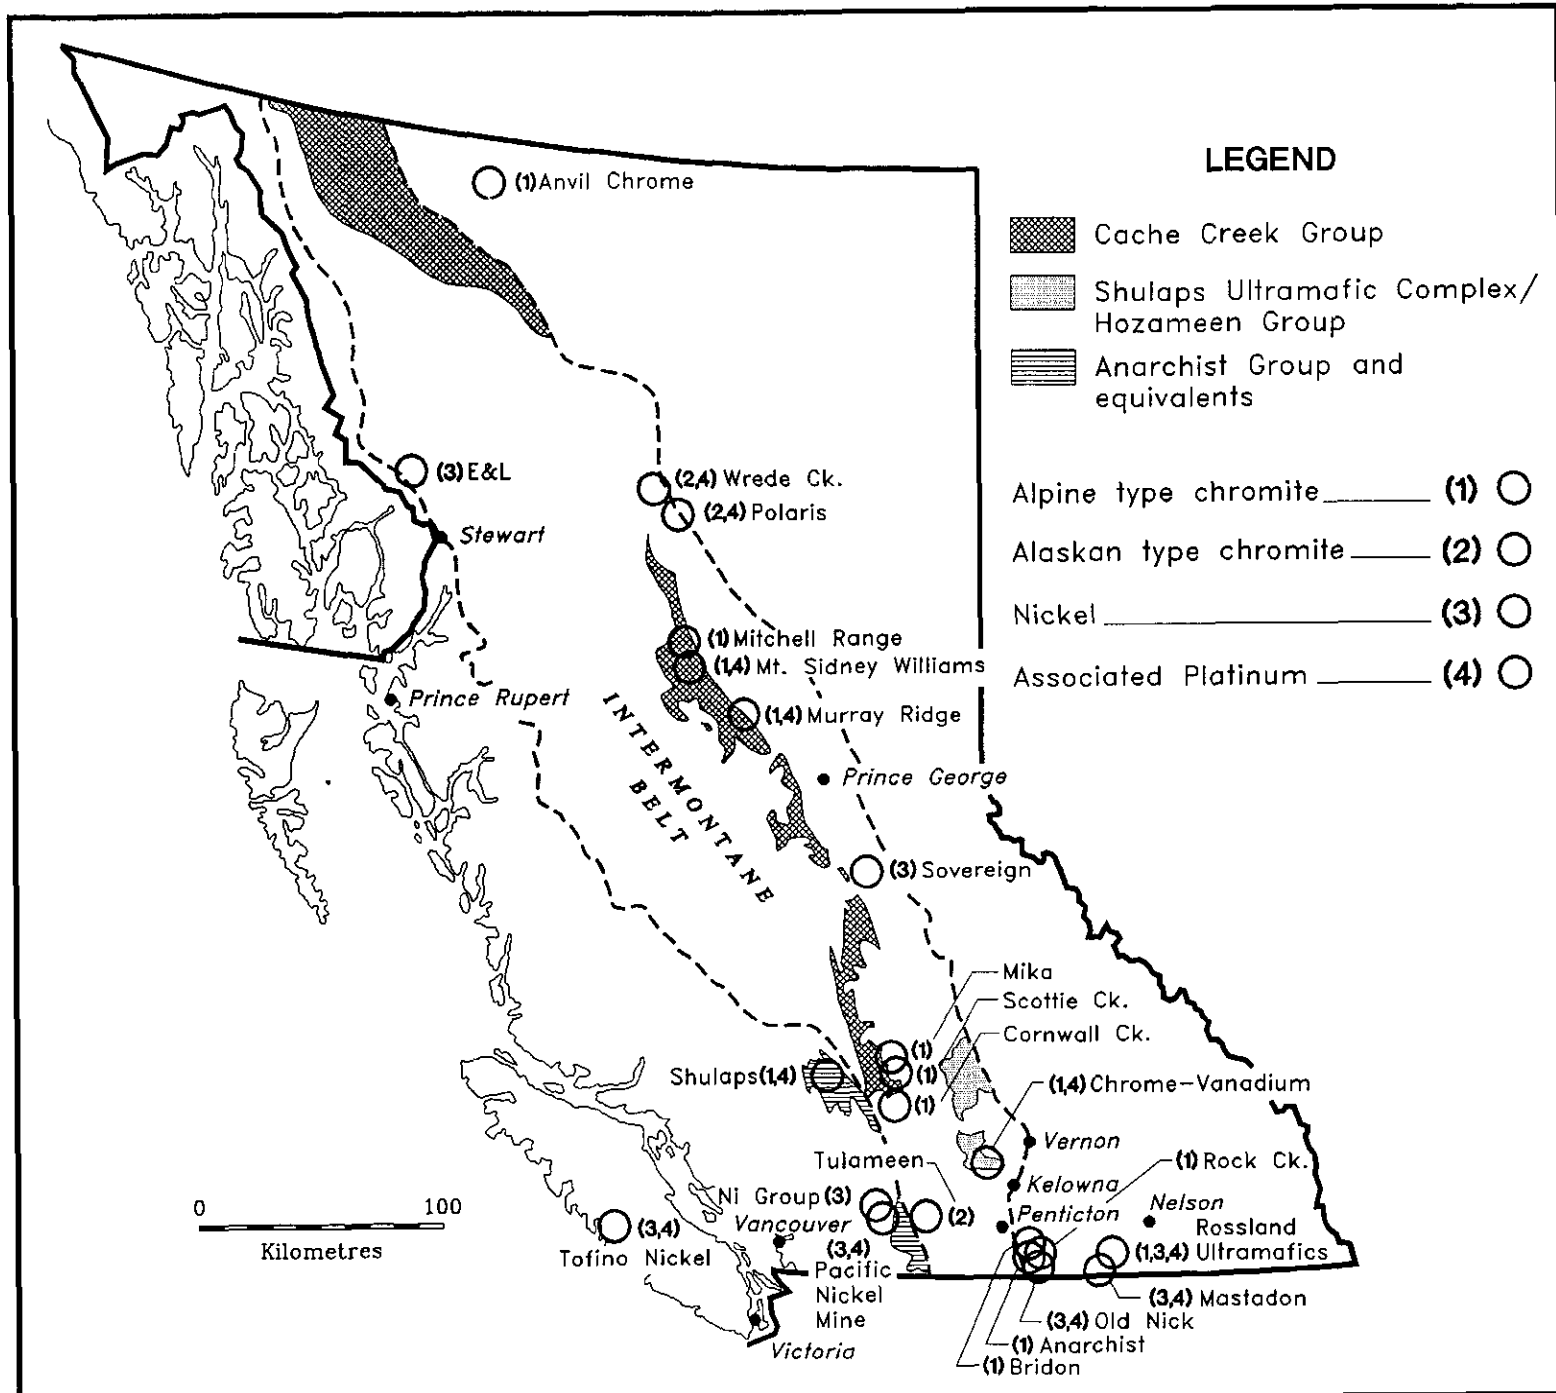 LEGEND
(1) Anvil Chrome
Cache Creek Group
Shulaps Ultramafic Complex/
Hozameen Group
Anarchist Group and
equivalents
(3) E&L
(2,4) Wrede Ck.
Alpine type chromite (1)
(2,4) Polaris
Stewart
Alaskan type chromite (2)
Nickel (3)
(1) Mitchell Range
(1,4) Mt. Sidney Williams
Associated Platinum (4)
Prince Rupert
(1,4) Murray Ridge
INTERMONTANE
BELT
Prince George
(3) Sovereign
Mika
Scottie Ck.
Cornwall Ck.
(1)
(1)
(1)
Shulaps (1,4)
(1,4) Chrome-Vanadium
Vernon
Tulameen
(1) Rock Ck.
Kelowna
Ni Group (3)
(2)
Nelson
Penticton
0 100
Kilometres
Vancouver
(3,4)
Tofino Nickel
(3,4)
Pacific
Nickel
Mine
Rossland
(1,3,4) Ultramafics
(3,4) Mastadon
(3,4) Old Nick
(1) Anarchist
(1) Bridon
Victoria